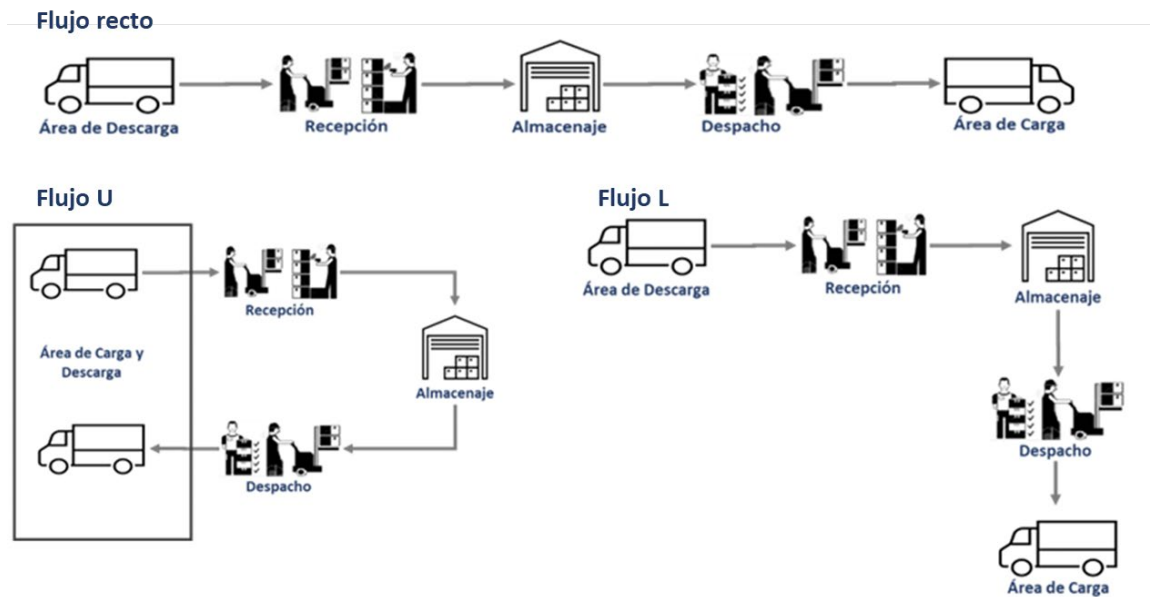 Flujo recto
Área de Descarga
Recepción
Almacenaje
Despacho
Área de Carga
Flujo U
Recepción
Área de Carga y
Descarga
Almacenaje
Despacho
Flujo L
Área de Descarga
Recepción
Almacenaje
Despacho
Área de Carga